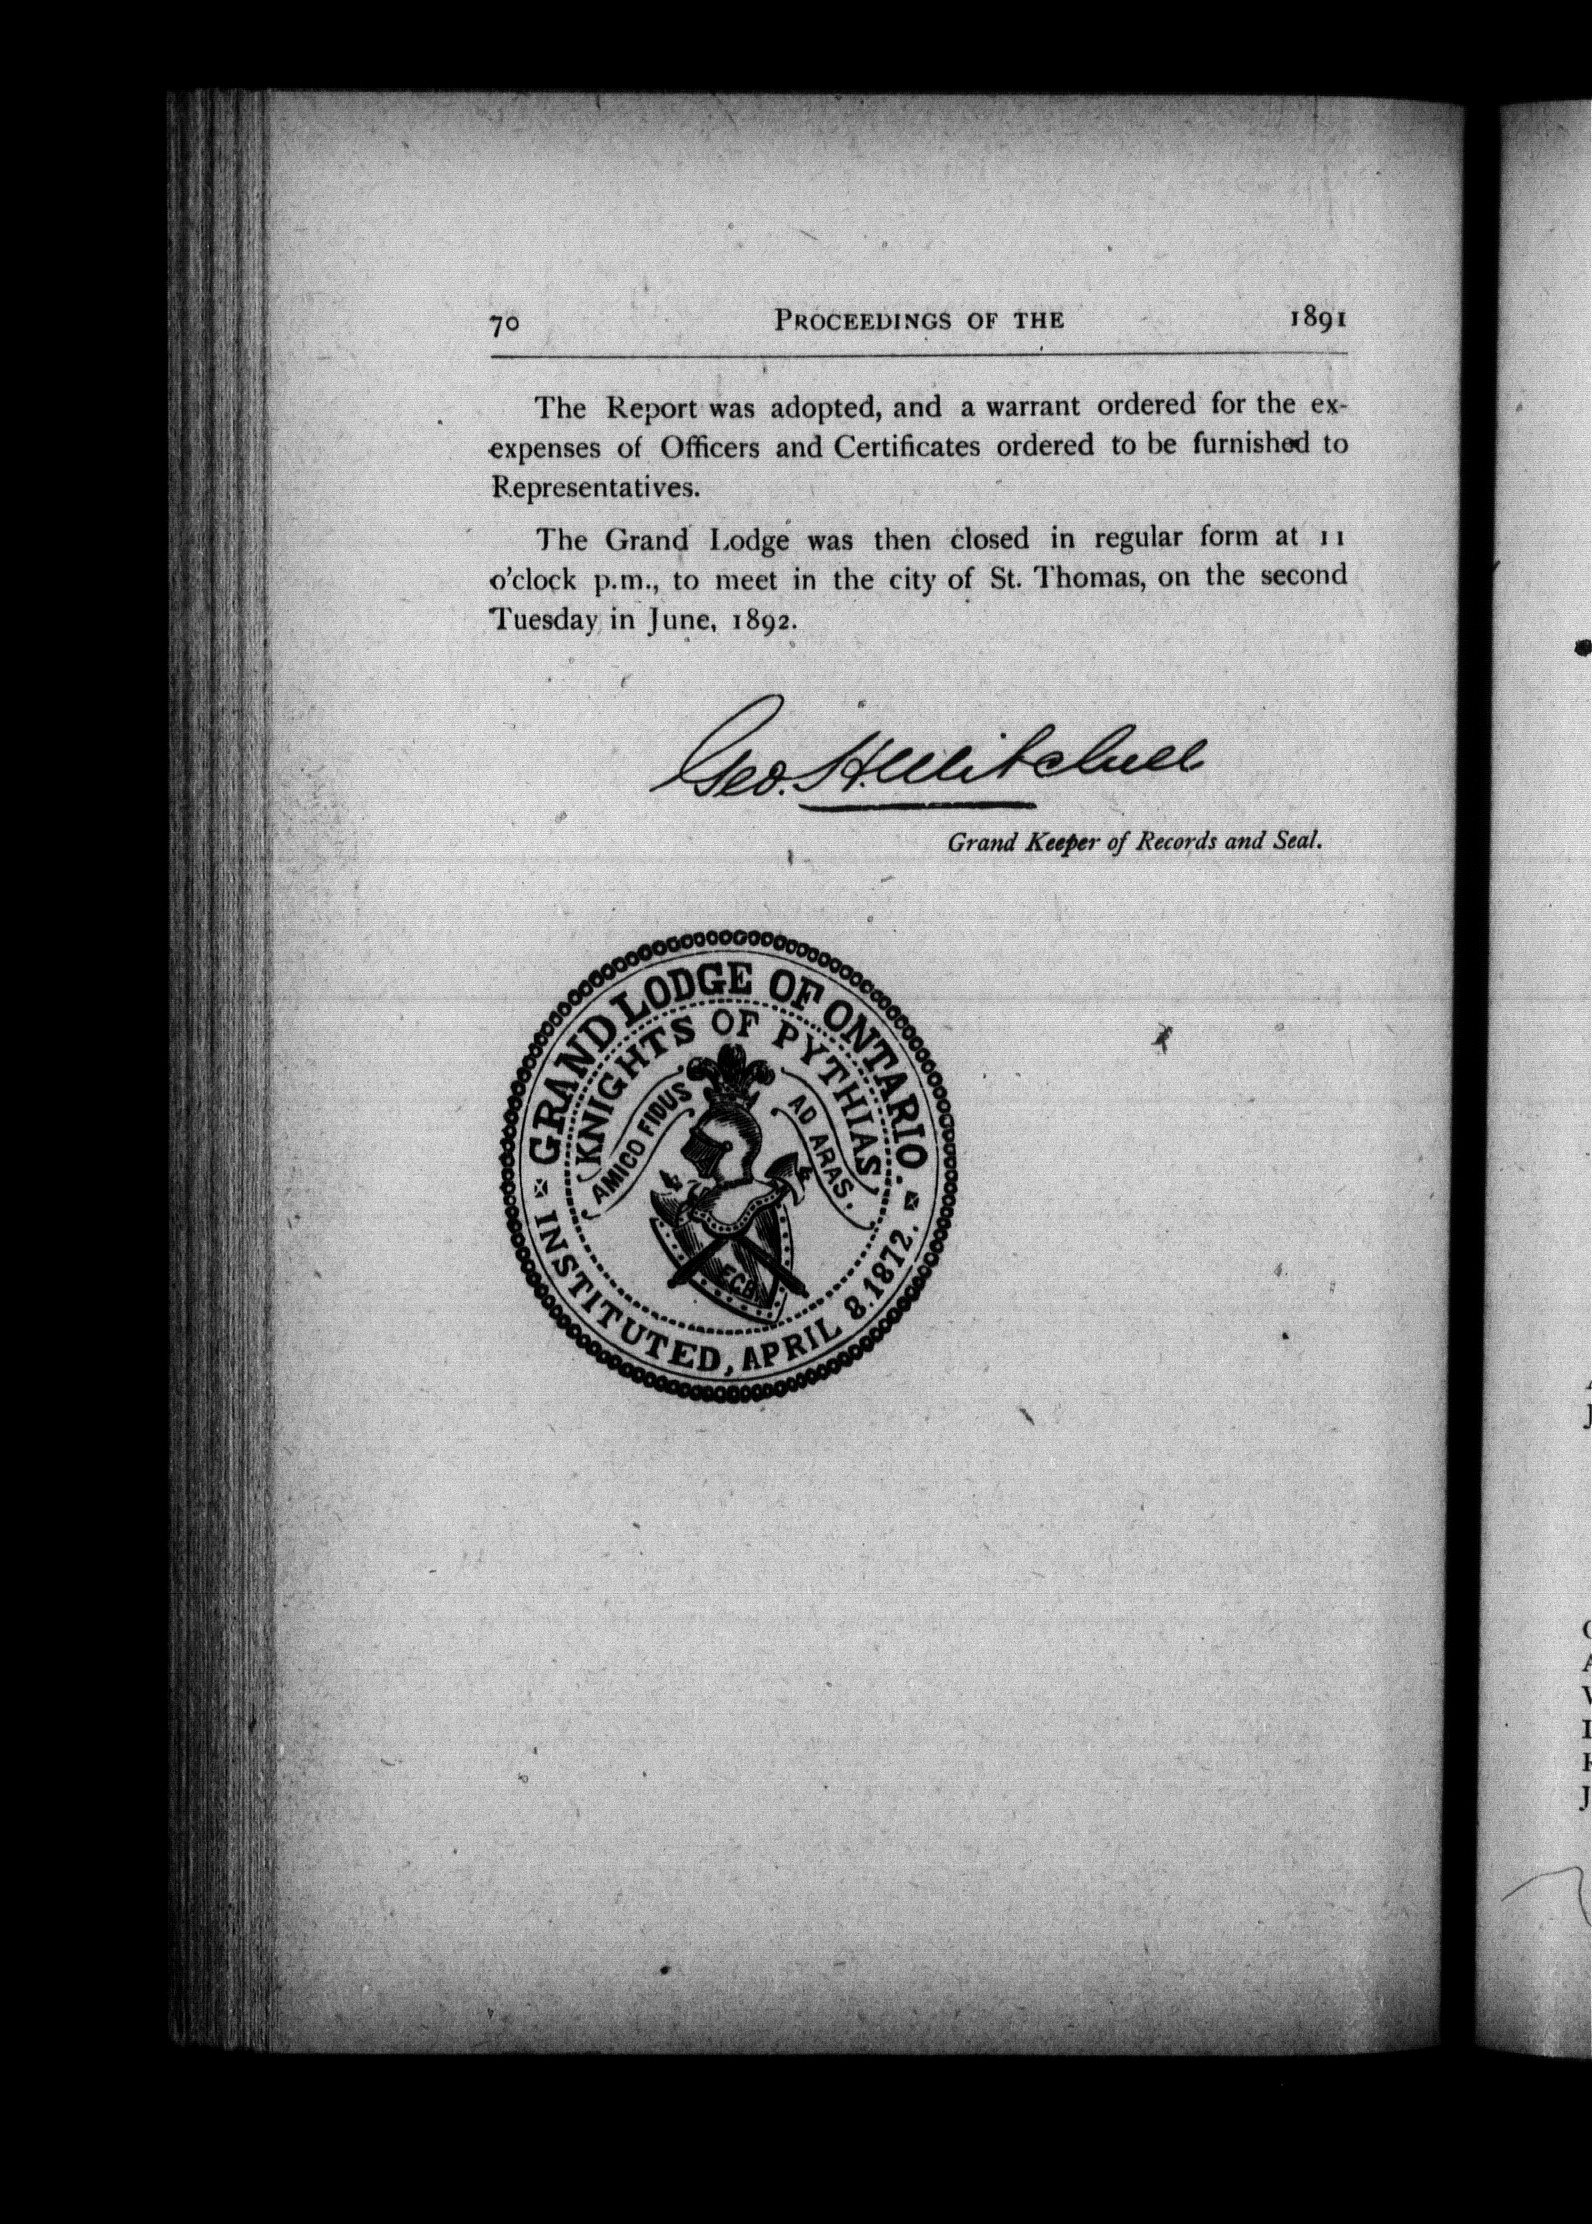 70 PROCEEDINGS OF THE 1891
The Report was adopted, and a warrant ordered for the ex-
expenses of Officers and Certificates ordered to be furnished to
Representatives.
The Grand Lodge was then closed in regular form at 11
o'clock p.m., to meet in the city of St. Thomas, on the second
Tuesday in June, 1892.
Geo. H. Mitchell
Grand Keeper of Records and Seal.
GRAND LODGE OF ONTARIO.
KNIGHTS OF PYTHIAS
AMICO FIDUS
AD ARAS.
F.C.B.
INSTITUTED, APRIL 8. 1872.